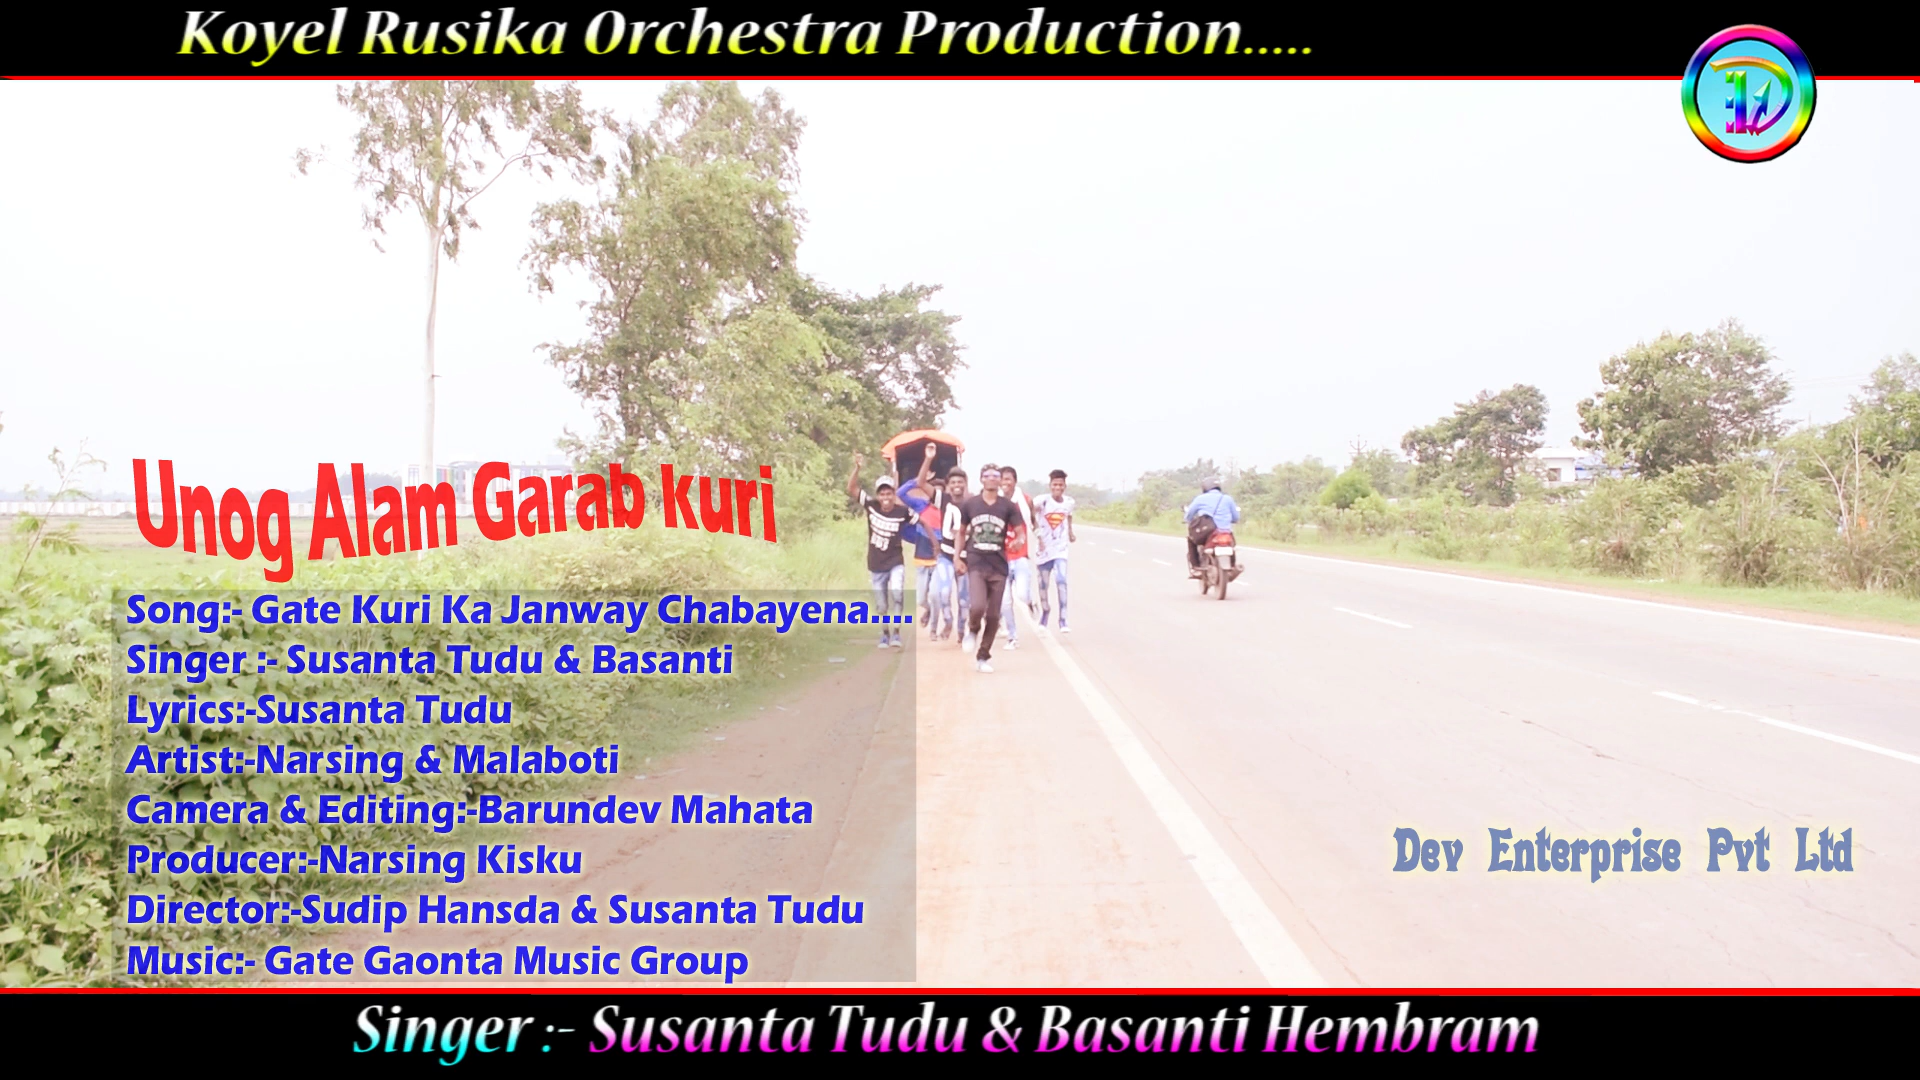 Koyel Rusika Orchestra Production.....
Unog Alam Garab kuri
Song:- Gate Kuri Ka Janway Chabayena....
Singer :- Susanta Tudu & Basanti
Lyrics:-Susanta Tudu
Artist:-Narsing & Malaboti
Camera & Editing:-Barundev Mahata
Producer:-Narsing Kisku
Director:-Sudip Hansda & Susanta Tudu
Music:- Gate Gaonta Music Group
Dev Enterprise Pvt Ltd
Singer :- Susanta Tudu & Basanti Hembram